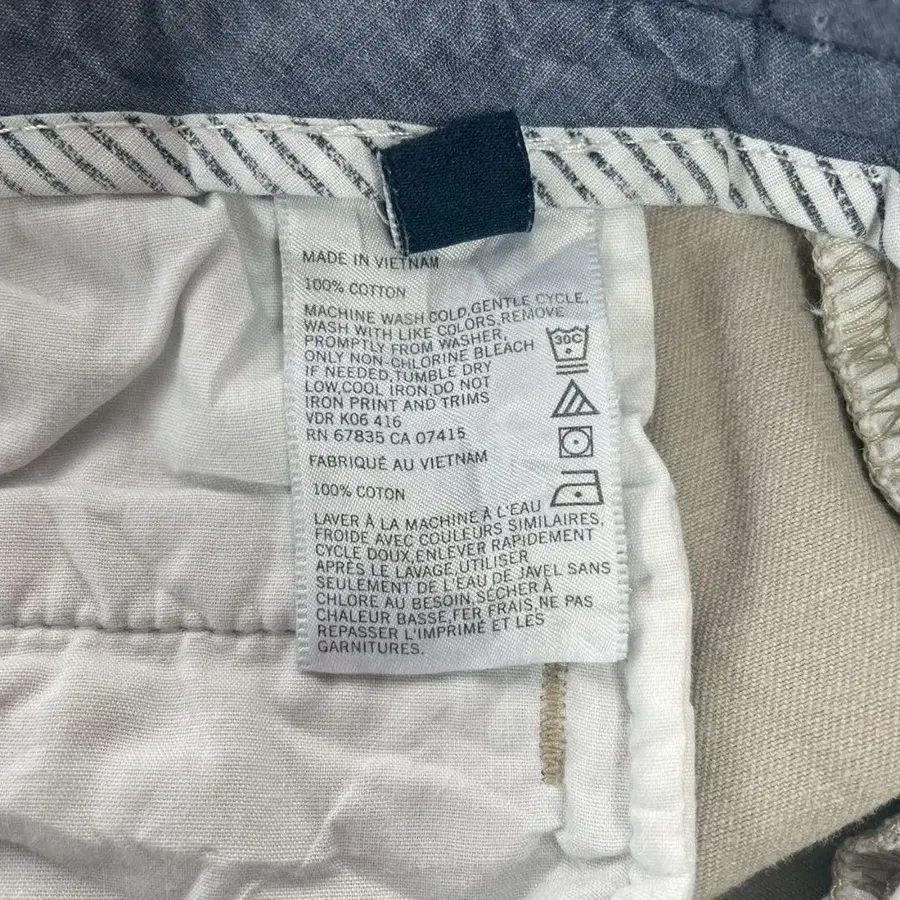 MADE IN VIETNAM
100% COTTON
MACHINE WASH COLD,GENTLE CYCLE,
WASH WITH LIKE COLORS,REMOVE
PROMPTLY FROM WASHER,
ONLY NON-CHLORINE BLEACH
IF NEEDED,TUMBLE DRY
LOW,COOL IRON,DO NOT
IRON PRINT AND TRIMS
VDR K06 416
RN 67835 CA 07415
30C
FABRIQUÉ AU VIETNAM
100% COTON
LAVER À LA MACHINE À L'EAU
FROIDE AVEC COULEURS SIMILAIRES,
CYCLE DOUX,ENLEVER RAPIDEMENT
APRÈS LE LAVAGE,UTILISER
SEULEMENT DE L'EAU DE JAVEL SANS
CHLORE AU BESOIN,SÉCHER À
CHALEUR BASSE,FER FRAIS,NE PAS
REPASSER L'IMPRIMÉ ET LES
GARNITURES.